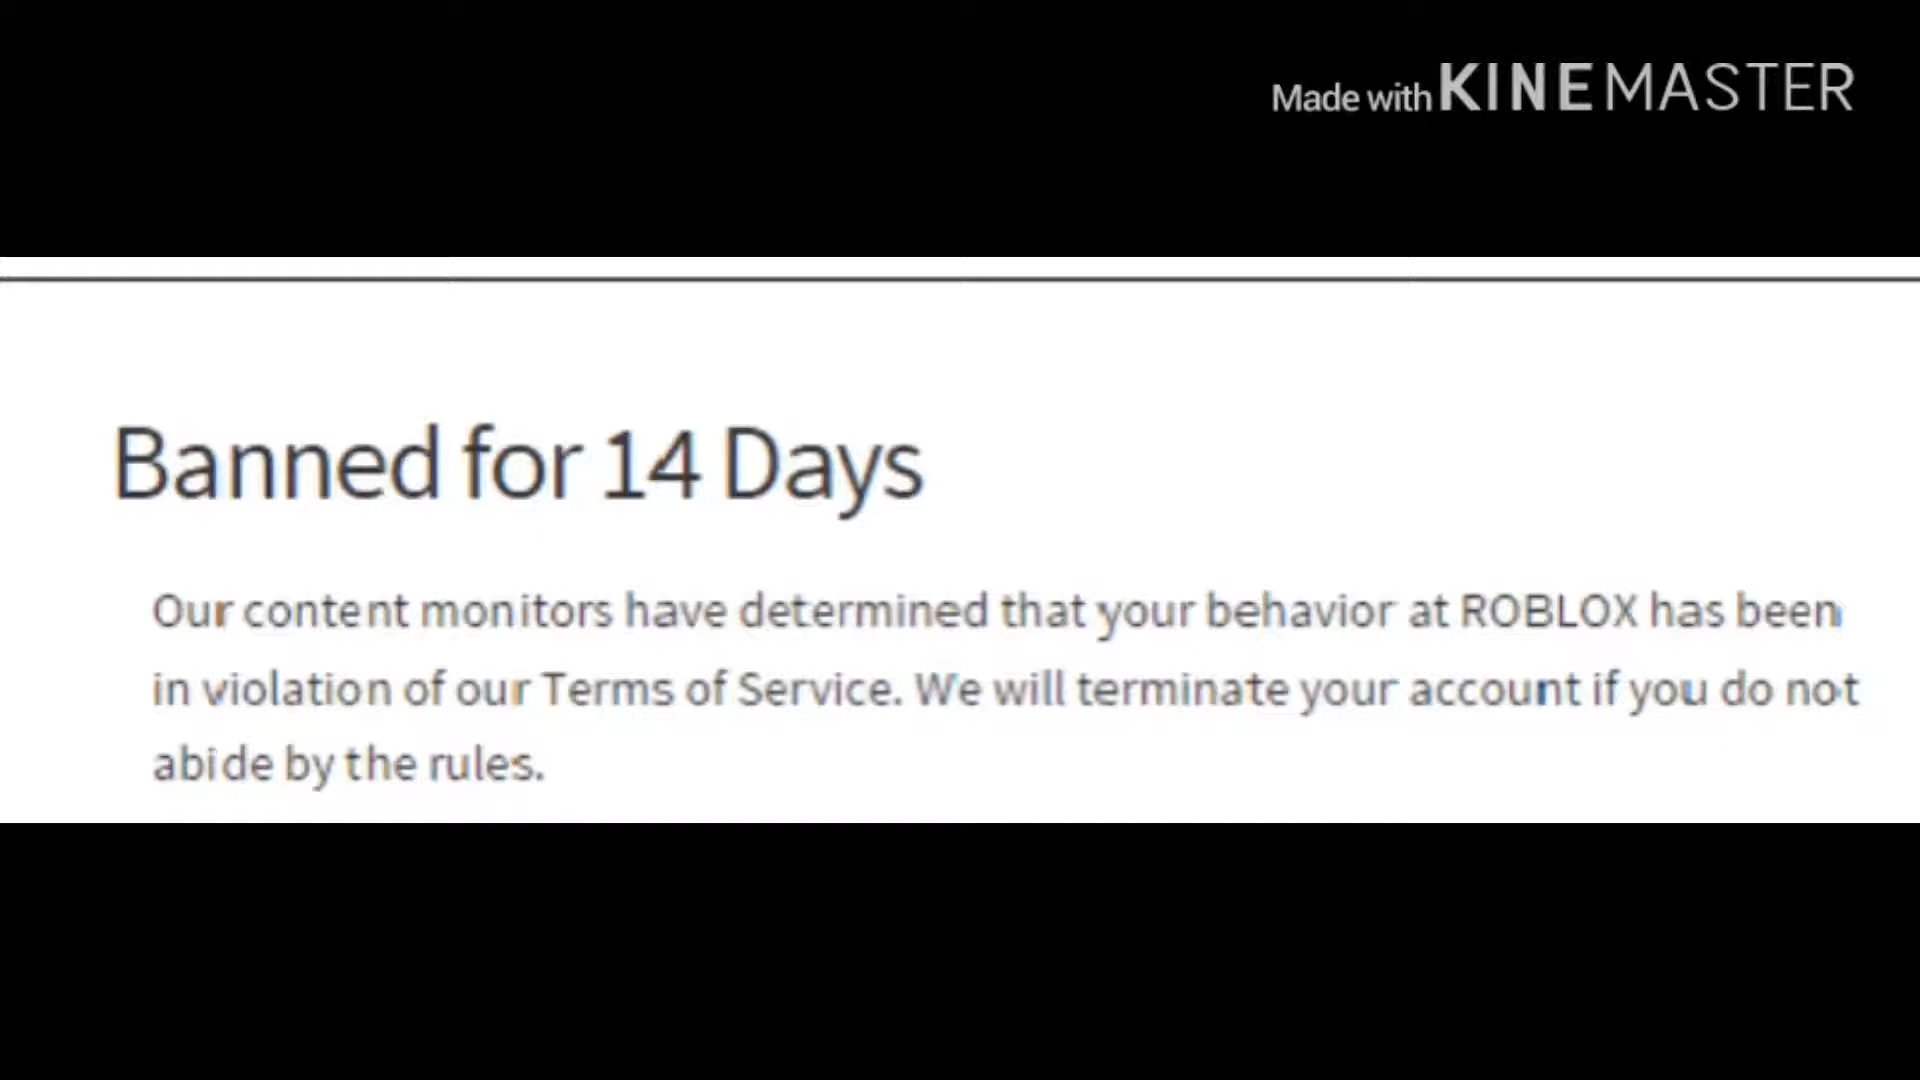 Made with KINEMASTER
Banned for 14 Days
Our content monitors have determined that your behavior at ROBLOX has been
in violation of our Terms of Service. We will terminate your account if you do not
abide by the rules.